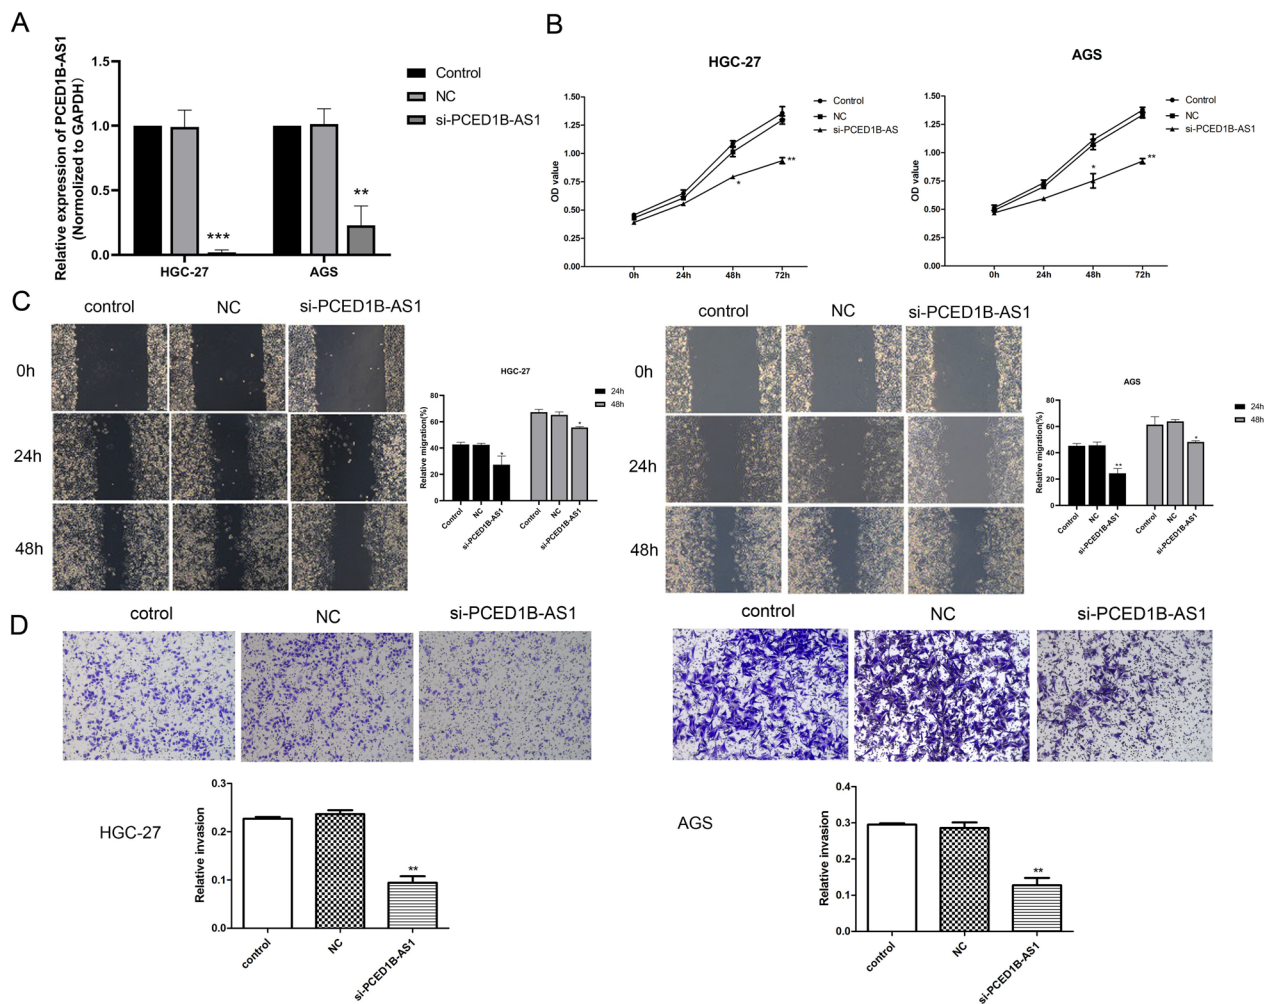 A
Relative expression of PCED1B-AS1
(Normolized to GAPDH)
1.5
1.0
0.5
0.0
***
**
HGC-27
AGS
Control
NC
si-PCED1B-AS1
B
HGC-27
OD value
1.50
1.25
1.00
0.75
0.50
0.25
0.00
0h
24h
48h
72h
*
**
Control
NC
si-PCED1B-AS
AGS
OD value
1.50
1.25
1.00
0.75
0.50
0.25
0.00
0h
24h
48h
72h
*
**
Control
NC
si-PCED1B-AS1
C
control
NC
si-PCED1B-AS1
0h
24h
48h
HGC-27
24h
48h
Relative migration(%)
80
60
40
20
0
*
*
Control
NC
si-PCED1B-AS1
Control
NC
si-PCED1B-AS1
control
NC
si-PCED1B-AS1
0h
24h
48h
AGS
24h
48h
Relative migration(%)
80
60
40
20
0
**
*
Control
NC
si-PCED1B-AS1
Control
NC
si-PCED1B-AS1
D
cotrol
NC
si-PCED1B-AS1
HGC-27
Relative invasion
0.3
0.2
0.1
0.0
**
control
NC
si-PCED1B-AS1
control
NC
si-PCED1B-AS1
AGS
Relative invasion
0.4
0.3
0.2
0.1
0.0
**
control
NC
si-PCED1B-AS1